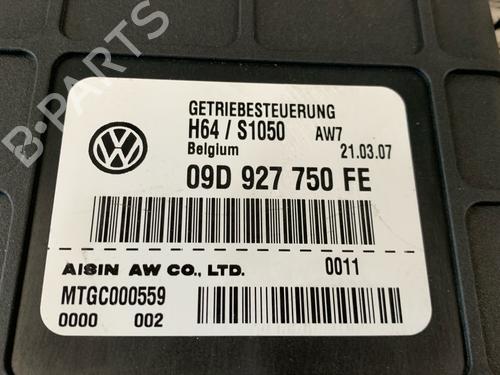 B-PARTS
GETRIEBESTEUERUNG
H64 / S1050 AW7
Belgium 21.03.07
09D 927 750 FE
AISIN AW CO., LTD. 0011
MTGC000559
0000 002